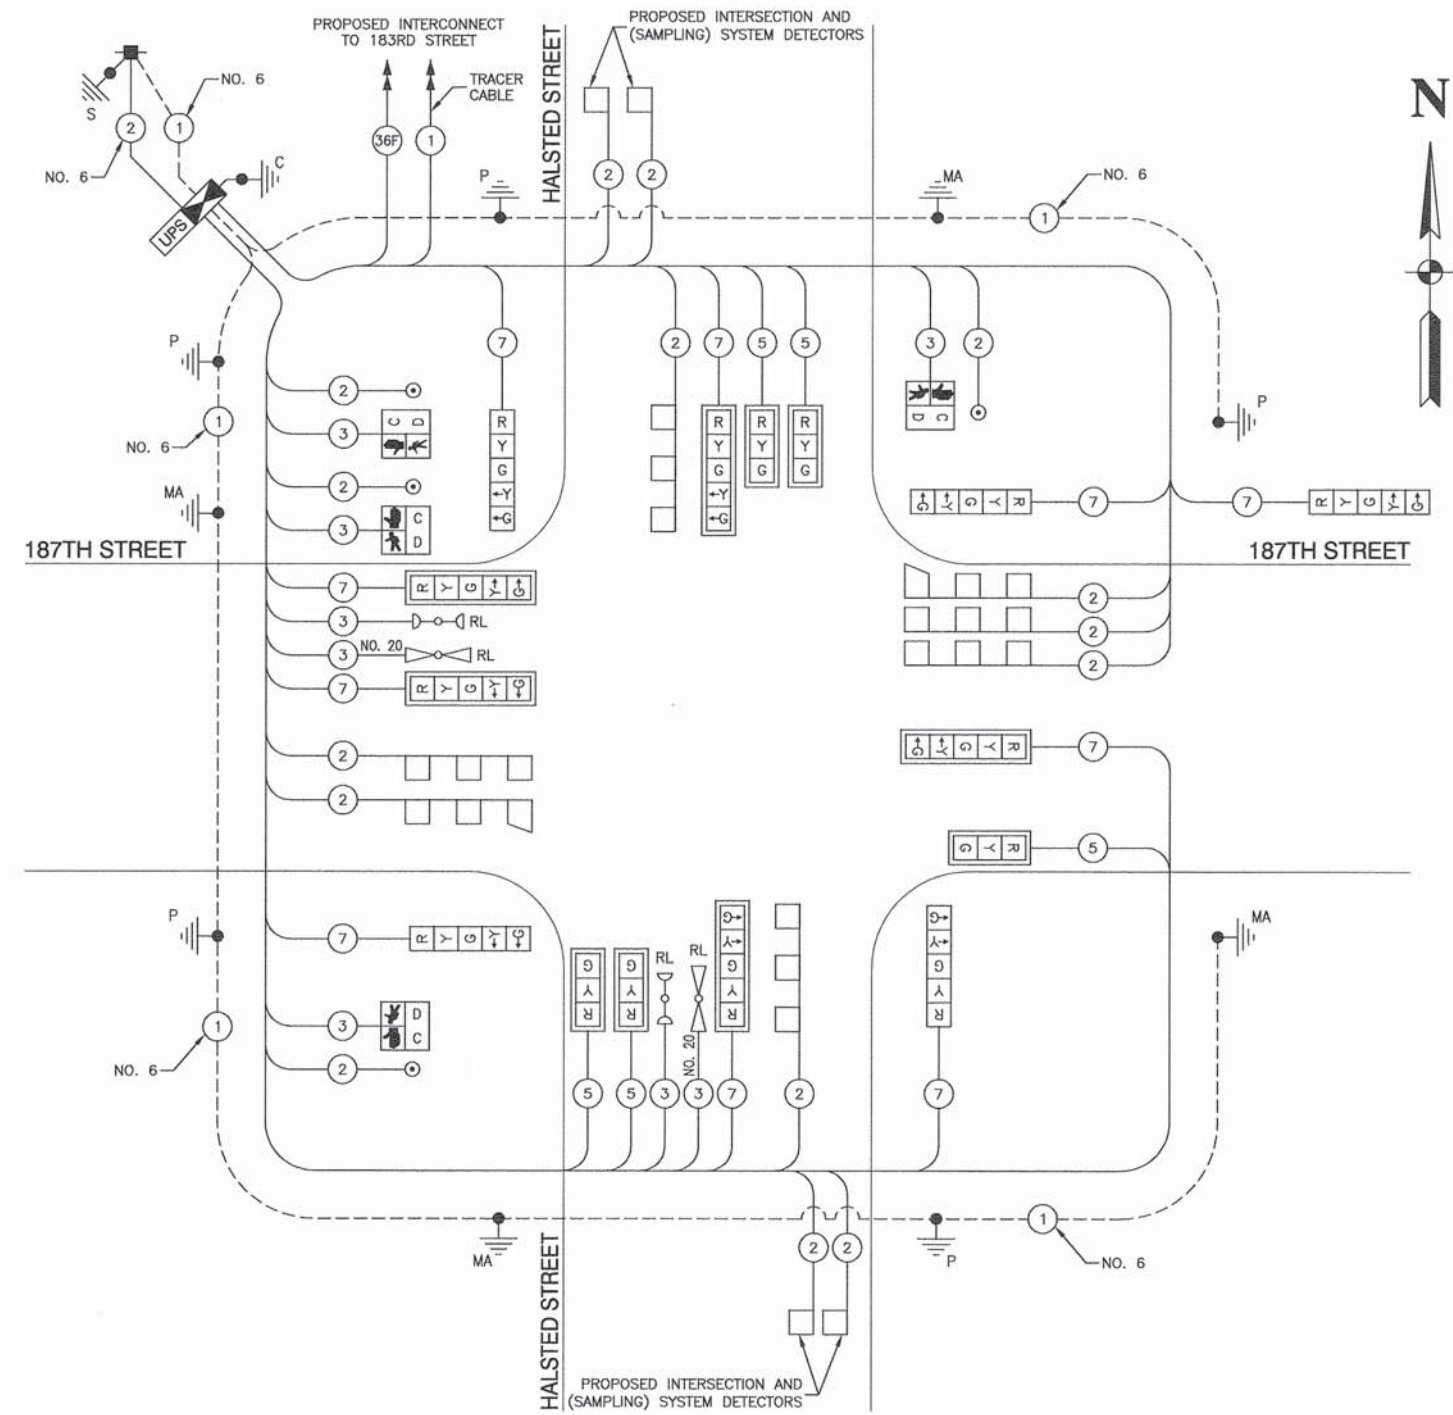 PROPOSED INTERCONNECT
TO 183RD STREET
PROPOSED INTERSECTION AND
(SAMPLING) SYSTEM DETECTORS
HALSTED STREET
N
NO. 6
TRACER
CABLE
S
2
1
36F
1
C
NO. 6
UPS
P
2
2
MA
NO. 6
1
P
7
2
7
5
5
3
2
P
2
R Y G Y G
R Y G Y G
R Y G
R Y G
D C
P
1
NO. 6
3
C D
2
MA
3
C
D
7
G Y G Y R
7
R Y G Y G
187TH STREET
187TH STREET
7
R Y G Y G
2
3
RL
2
3
NO. 20
RL
2
7
R Y G Y G
2
G Y G Y R
7
2
G Y R
5
P
7
R Y G Y G
G Y G Y R
G Y G Y R
MA
G Y R
G Y R
RL
RL
1
3
D
C
NO. 20
NO. 6
2
5
5
3
3
7
2
7
MA
P
1
NO. 6
2
2
HALSTED STREET
PROPOSED INTERSECTION AND
(SAMPLING) SYSTEM DETECTORS